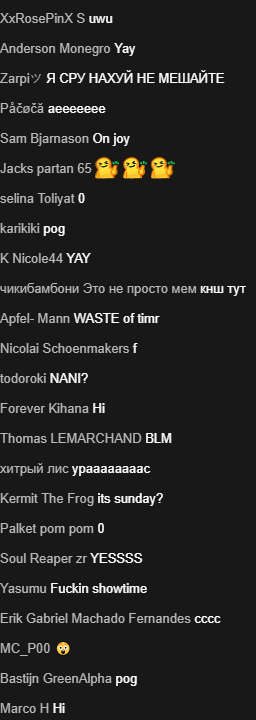 XxRosePinX S uwu
Anderson Monegro Yay
Zarpiツ Я СРУ НАХУЙ НЕ МЕШАЙТЕ
Påčøčă aeeeeeee
Sam Bjarnason On joy
Jacks partan 65
selina Toliyat 0
karikiki pog
K Nicole44 YAY
чикибамбони Это не просто мем кнш тут
Apfel- Mann WASTE of timr
Nicolai Schoenmakers f
todoroki NANI?
Forever Kihana Hi
Thomas LEMARCHAND BLM
хитрый лис урааааааaас
Kermit The Frog its sunday?
Palket pom pom 0
Soul Reaper zr YESSSS
Yasumu Fuckin showtime
Erik Gabriel Machado Fernandes cccc
MC_P00 😲
Bastijn GreenAlpha pog
Marco H Hi